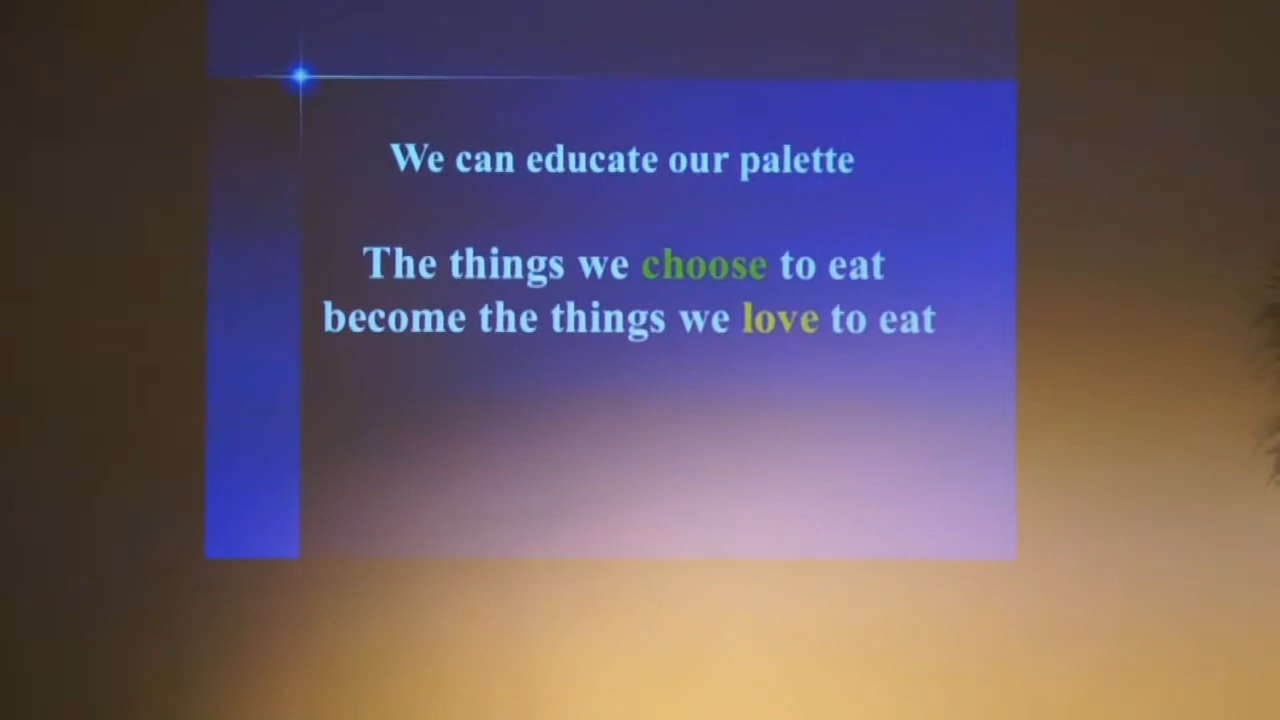 We can educate our palette
The things we choose to eat
become the things we love to eat